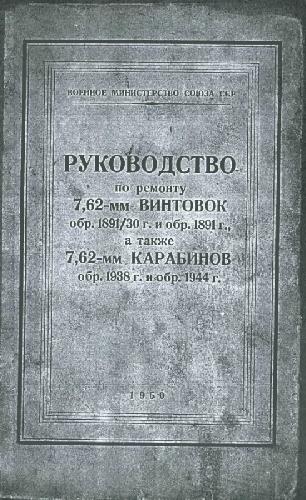 ВОЕННОЕ МИНИСТЕРСТВО СОЮЗА ССР
РУКОВОДСТВО
по ремонту
7,62-мм ВИНТОВОК
обр. 1891/30 г. и обр. 1891 г.,
а также
7,62-мм КАРАБИНОВ
обр. 1938 г. и обр. 1944 г.
1950